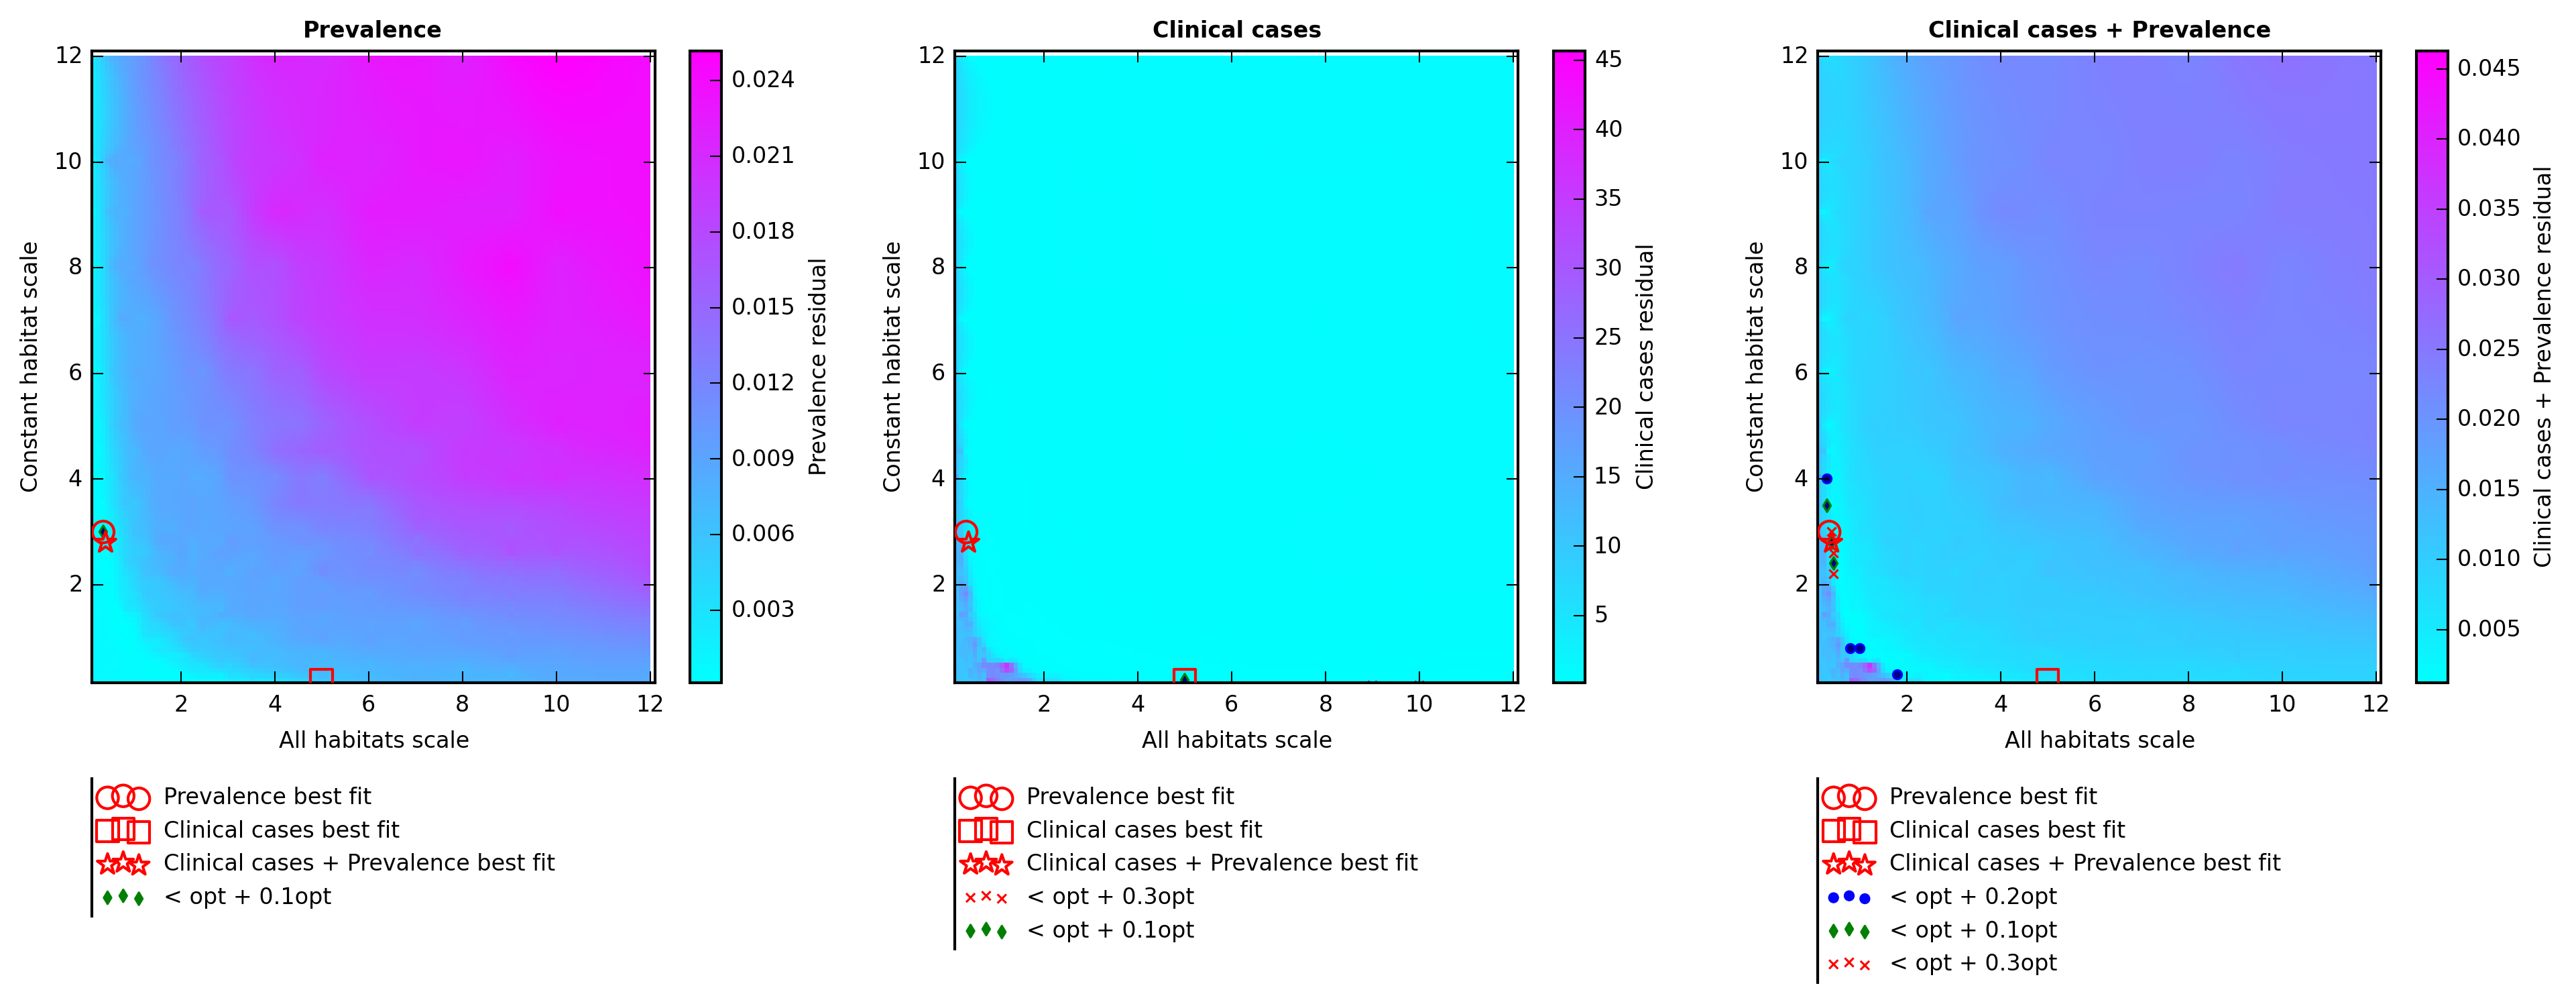 Prevalence
12
10
8
6
4
2
Constant habitat scale
2 4 6 8 10 12
All habitats scale
0.024
0.021
0.018
0.015
0.012
0.009
0.006
0.003
Prevalence residual
Prevalence best fit
Clinical cases best fit
Clinical cases + Prevalence best fit
< opt + 0.1opt
Clinical cases
12
10
8
6
4
2
Constant habitat scale
2 4 6 8 10 12
All habitats scale
45
40
35
30
25
20
15
10
5
Clinical cases residual
Prevalence best fit
Clinical cases best fit
Clinical cases + Prevalence best fit
< opt + 0.3opt
< opt + 0.1opt
Clinical cases + Prevalence
12
10
8
6
4
2
Constant habitat scale
2 4 6 8 10 12
All habitats scale
0.045
0.040
0.035
0.030
0.025
0.020
0.015
0.010
0.005
Clinical cases + Prevalence residual
Prevalence best fit
Clinical cases best fit
Clinical cases + Prevalence best fit
< opt + 0.2opt
< opt + 0.1opt
< opt + 0.3opt